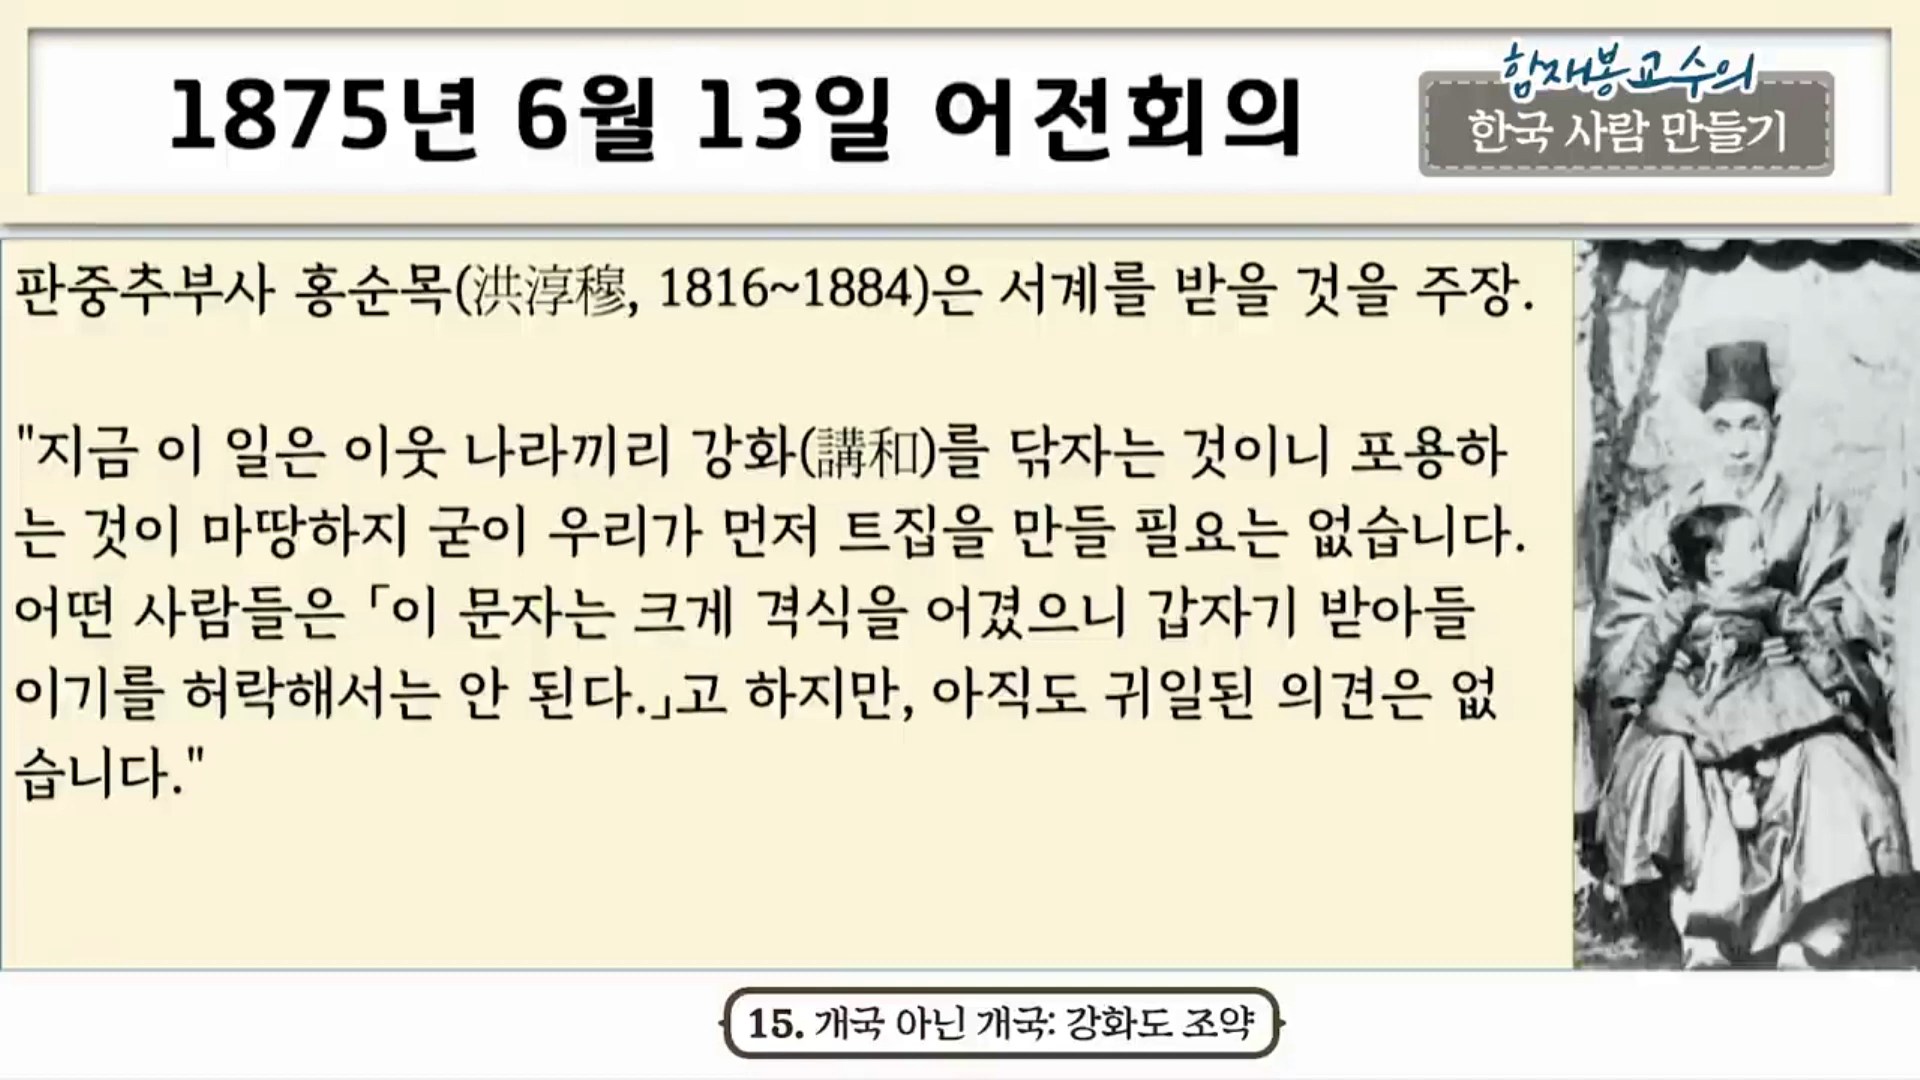 1875년 6월 13일 어전회의
함재봉교수의
한국 사람 만들기
판중추부사 홍순목(洪淳穆, 1816~1884)은 서계를 받을 것을 주장.
"지금 이 일은 이웃 나라끼리 강화(講和)를 닦자는 것이니 포용하
는 것이 마땅하지 굳이 우리가 먼저 트집을 만들 필요는 없습니다.
어떤 사람들은 「이 문자는 크게 격식을 어겼으니 갑자기 받아들
이기를 허락해서는 안 된다.」고 하지만, 아직도 귀일된 의견은 없
습니다."
15. 개국 아닌 개국: 강화도 조약